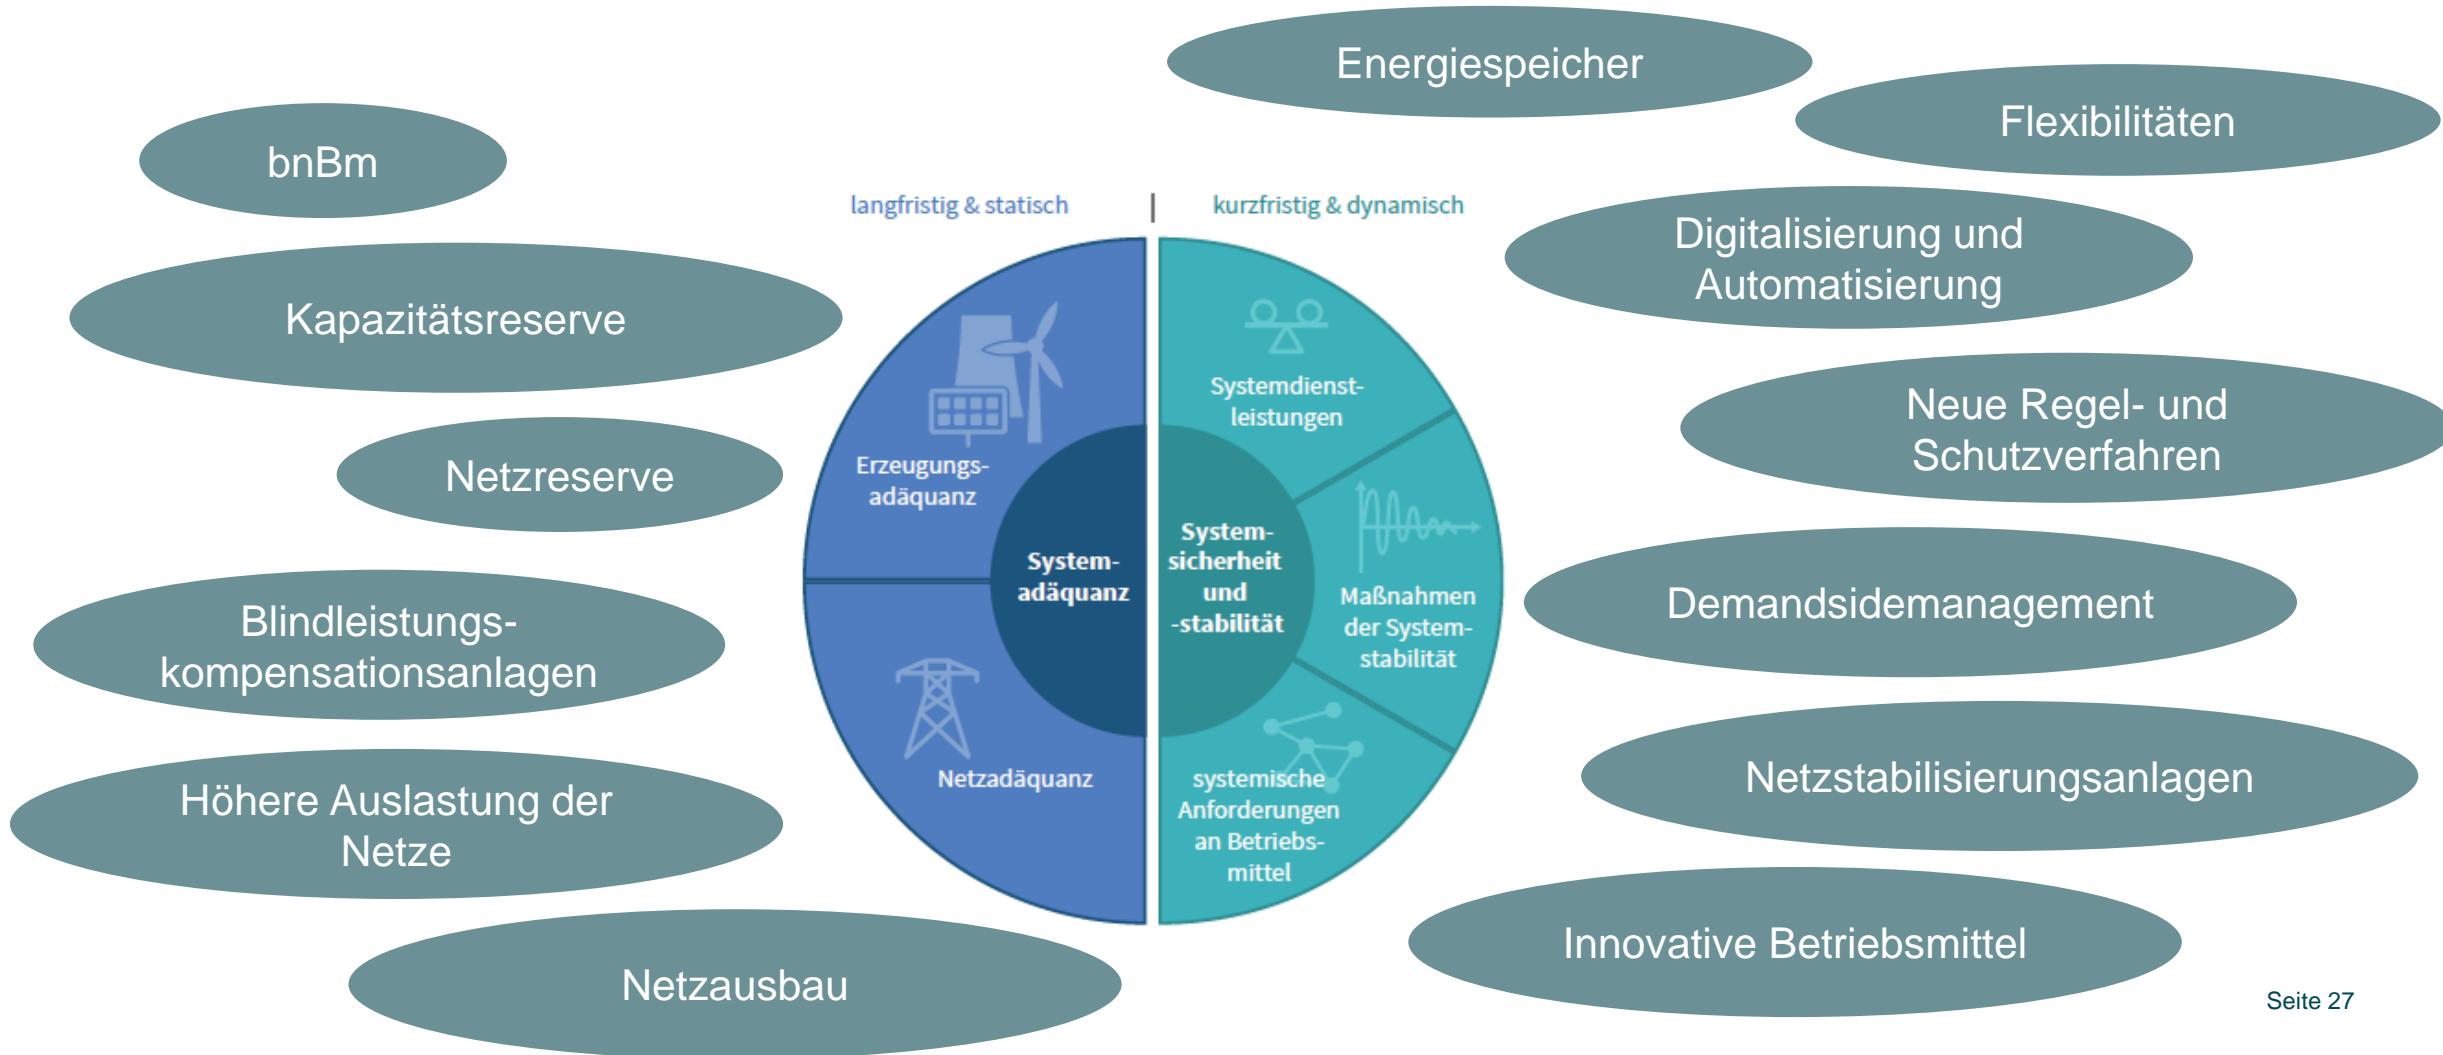 Energiespeicher
Flexibilitäten
bnBm
langfristig & statisch | kurzfristig & dynamisch
Digitalisierung und
Automatisierung
Kapazitätsreserve
Systemdienst-
leistungen
Neue Regel- und
Schutzverfahren
Netzreserve
Erzeugungs-
adäquanz
System-
adäquanz
System-
sicherheit
und
-stabilität
Maßnahmen
der System-
stabilität
Demandsidemanagement
Blindleistungs-
kompensationsanlagen
Netzadäquanz
systemische
Anforderungen
an Betriebs-
mittel
Netzstabilisierungsanlagen
Höhere Auslastung der
Netze
Innovative Betriebsmittel
Netzausbau
Seite 27